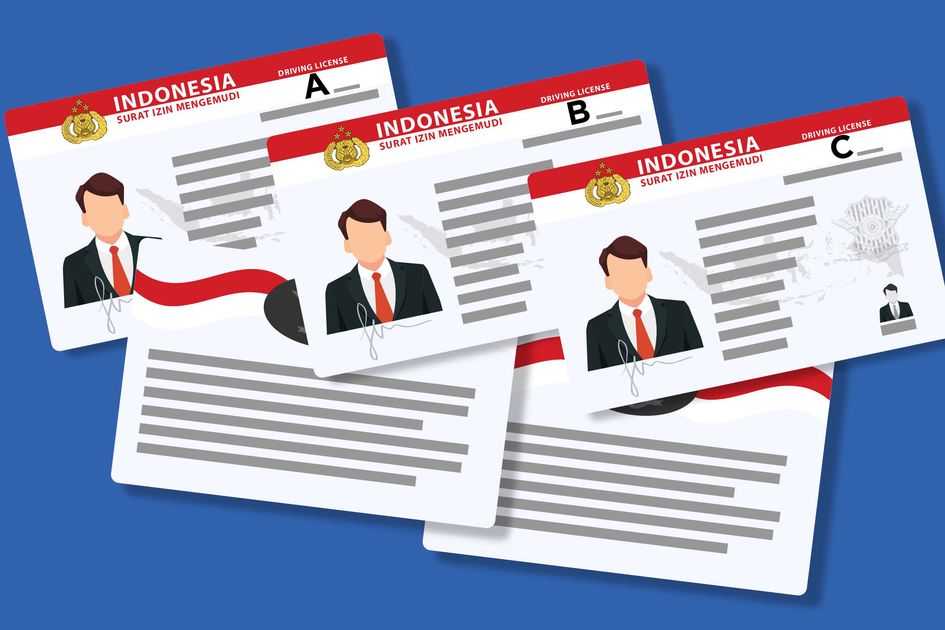 INDONESIA
SURAT IZIN MENGEMUDI
DRIVING LICENSE
A
INDONESIA
SURAT IZIN MENGEMUDI
DRIVING LICENSE
B
INDONESIA
SURAT IZIN MENGEMUDI
DRIVING LICENSE
C